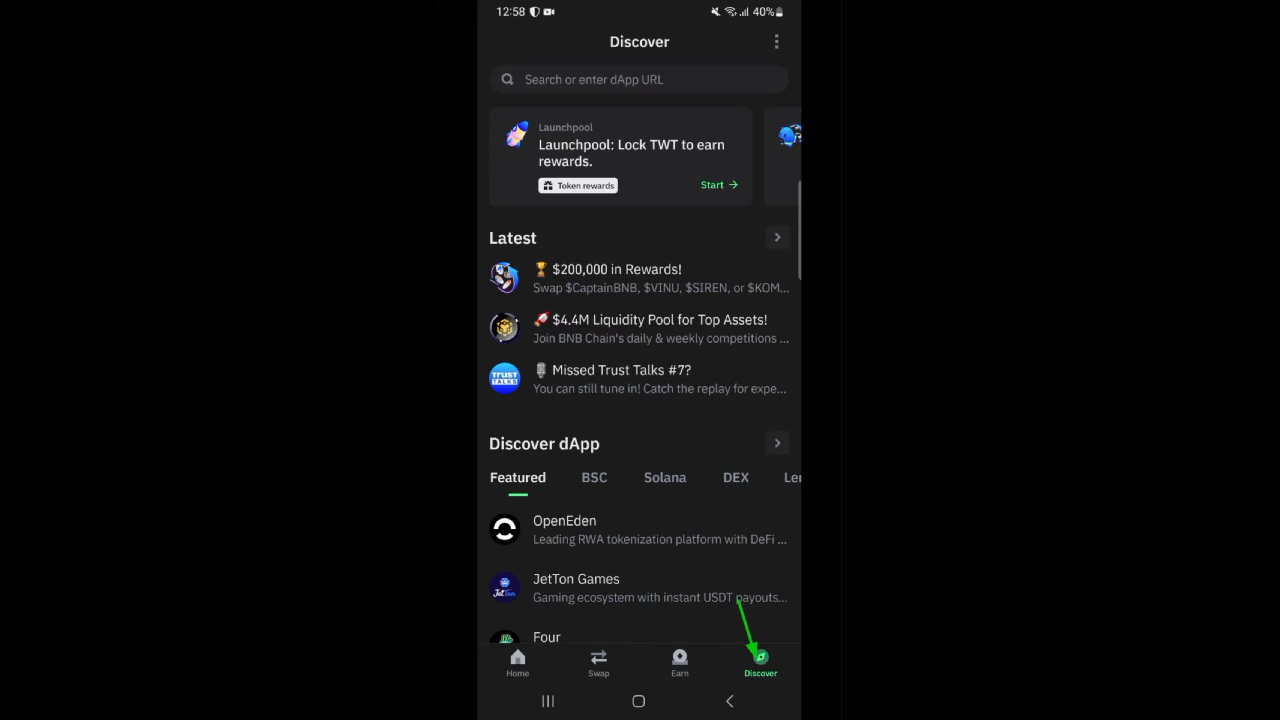 12:58
40%
Discover
Search or enter dApp URL
Launchpool
Launchpool: Lock TWT to earn
rewards.
Token rewards
Start
Latest
$200,000 in Rewards!
Swap $CaptainBNB, $VINU, $SIREN, or $KOM...
$4.4M Liquidity Pool for Top Assets!
Join BNB Chain's daily & weekly competitions ...
TRUST
TALKS
Missed Trust Talks #7?
You can still tune in! Catch the replay for expe...
Discover dApp
Featured BSC Solana DEX Ler
OpenEden
Leading RWA tokenization platform with DeFi ...
JetTon Games
JetTon
Gaming ecosystem with instant USDT payouts...
Four
Home Swap Earn Discover